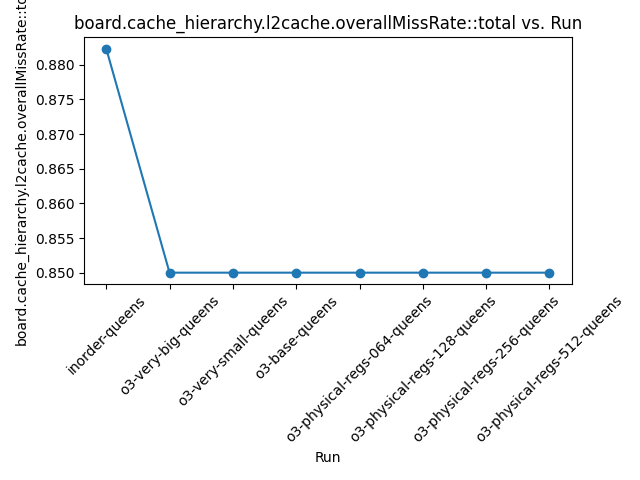 board.cache_hierarchy.l2cache.overallMissRate::total vs. Run
board.cache_hierarchy.l2cache.overallMissRate::to
0.880
0.875
0.870
0.865
0.860
0.855
0.850
inorder-queens
o3-very-big-queens
o3-very-small-queens
o3-base-queens
o3-physical-regs-064-queens
o3-physical-regs-128-queens
o3-physical-regs-256-queens
o3-physical-regs-512-queens
Run